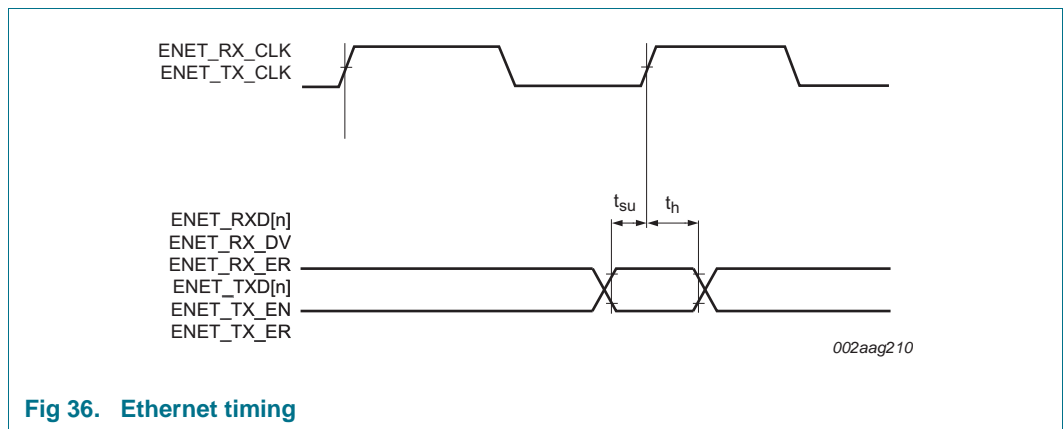 ENET_RX_CLK
ENET_TX_CLK
tsu
th
ENET_RXD[n]
ENET_RX_DV
ENET_RX_ER
ENET_TXD[n]
ENET_TX_EN
ENET_TX_ER
002aag210
Fig 36. Ethernet timing